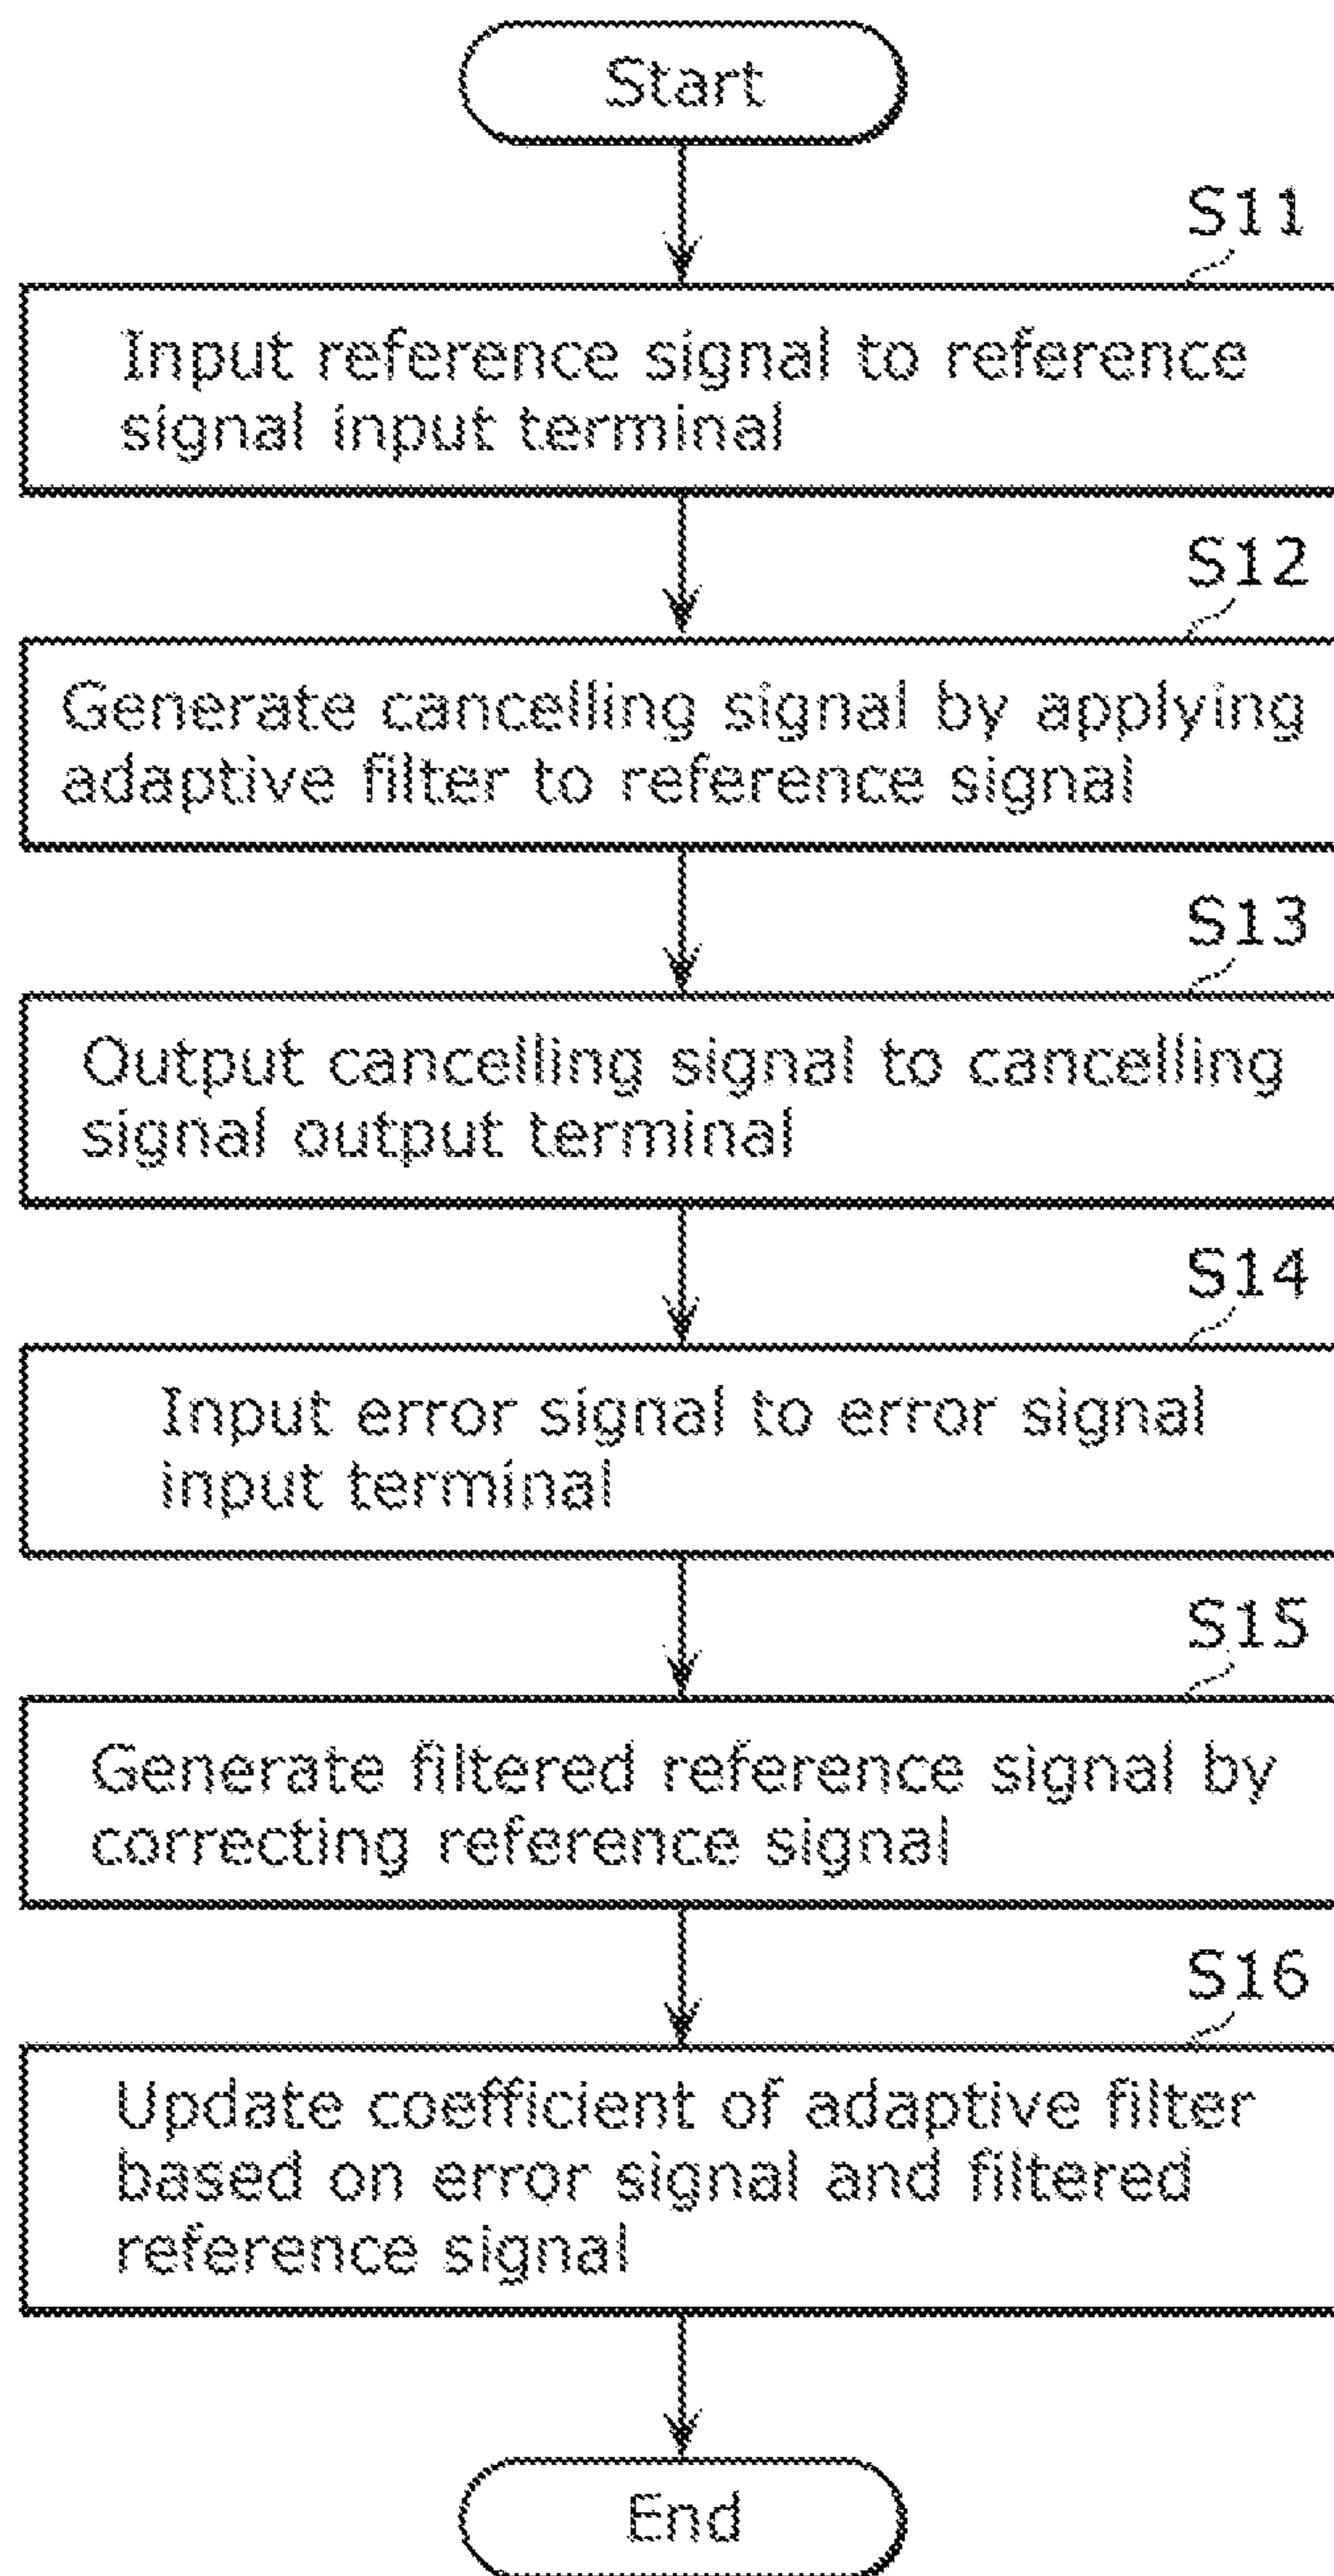 Start
S11
Input reference signal to reference
signal input terminal
S12
Generate cancelling signal by applying
adaptive filter to reference signal
S13
Output cancelling signal to cancelling
signal output terminal
S14
Input error signal to error signal
input terminal
S15
Generate filtered reference signal by
correcting reference signal
S16
Update coefficient of adaptive filter
based on error signal and filtered
reference signal
End